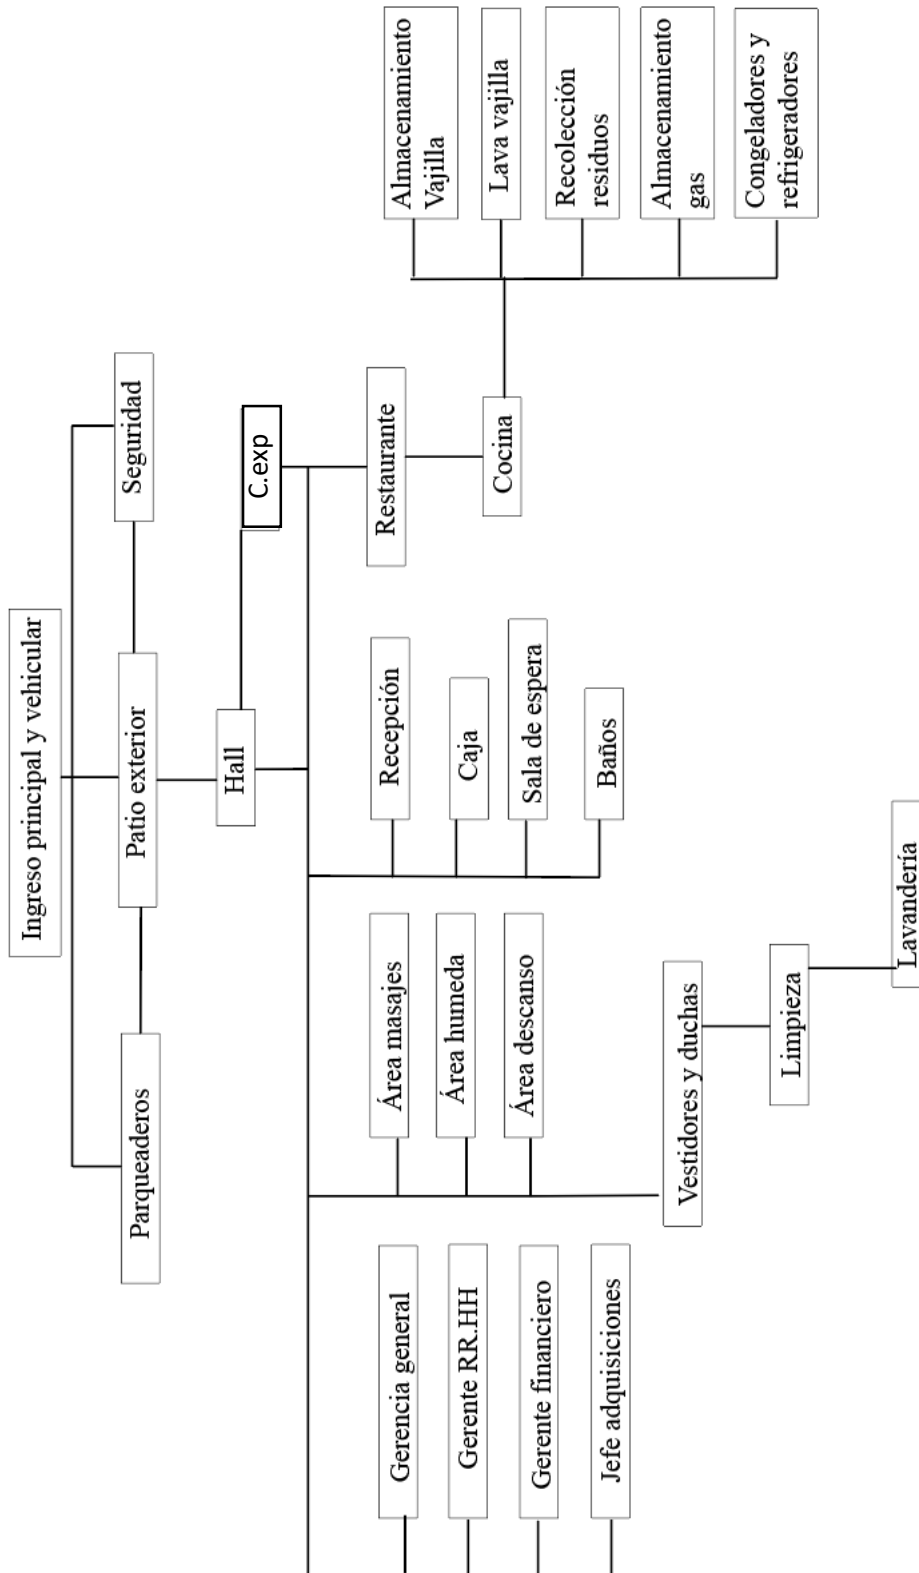 Ingreso principal y vehicular
Parqueaderos
Patio exterior
Seguridad
Hall
C.exp
Gerencia general
Gerente RR.HH
Gerente financiero
Jefe adquisiciones
Área masajes
Área humeda
Área descanso
Vestidores y duchas
Limpieza
Lavandería
Recepción
Caja
Sala de espera
Baños
Restaurante
Cocina
Almacenamiento
Vajilla
Lava vajilla
Recolección
residuos
Almacenamiento
gas
Congeladores y
refrigeradores